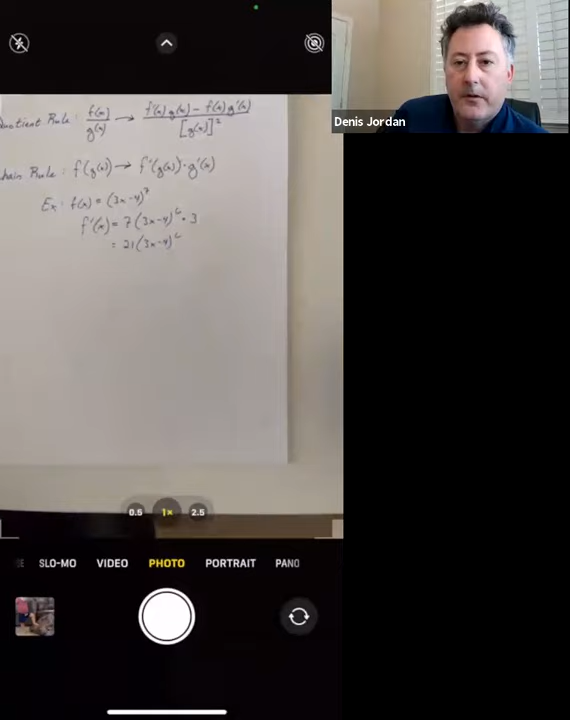 Quotient Rule: f(x)/g(x) → f'(x)g(x) - f(x)g'(x)/[g(x)]²
Chain Rule: f(g(x)) → f'(g(x))·g'(x)
Ex: f(x) = (3x-4)⁷
f'(x) = 7(3x-4)⁶ · 3
= 21(3x-4)⁶
Denis Jordan
0.5 1× 2.5
SLO-MO VIDEO PHOTO PORTRAIT PANO